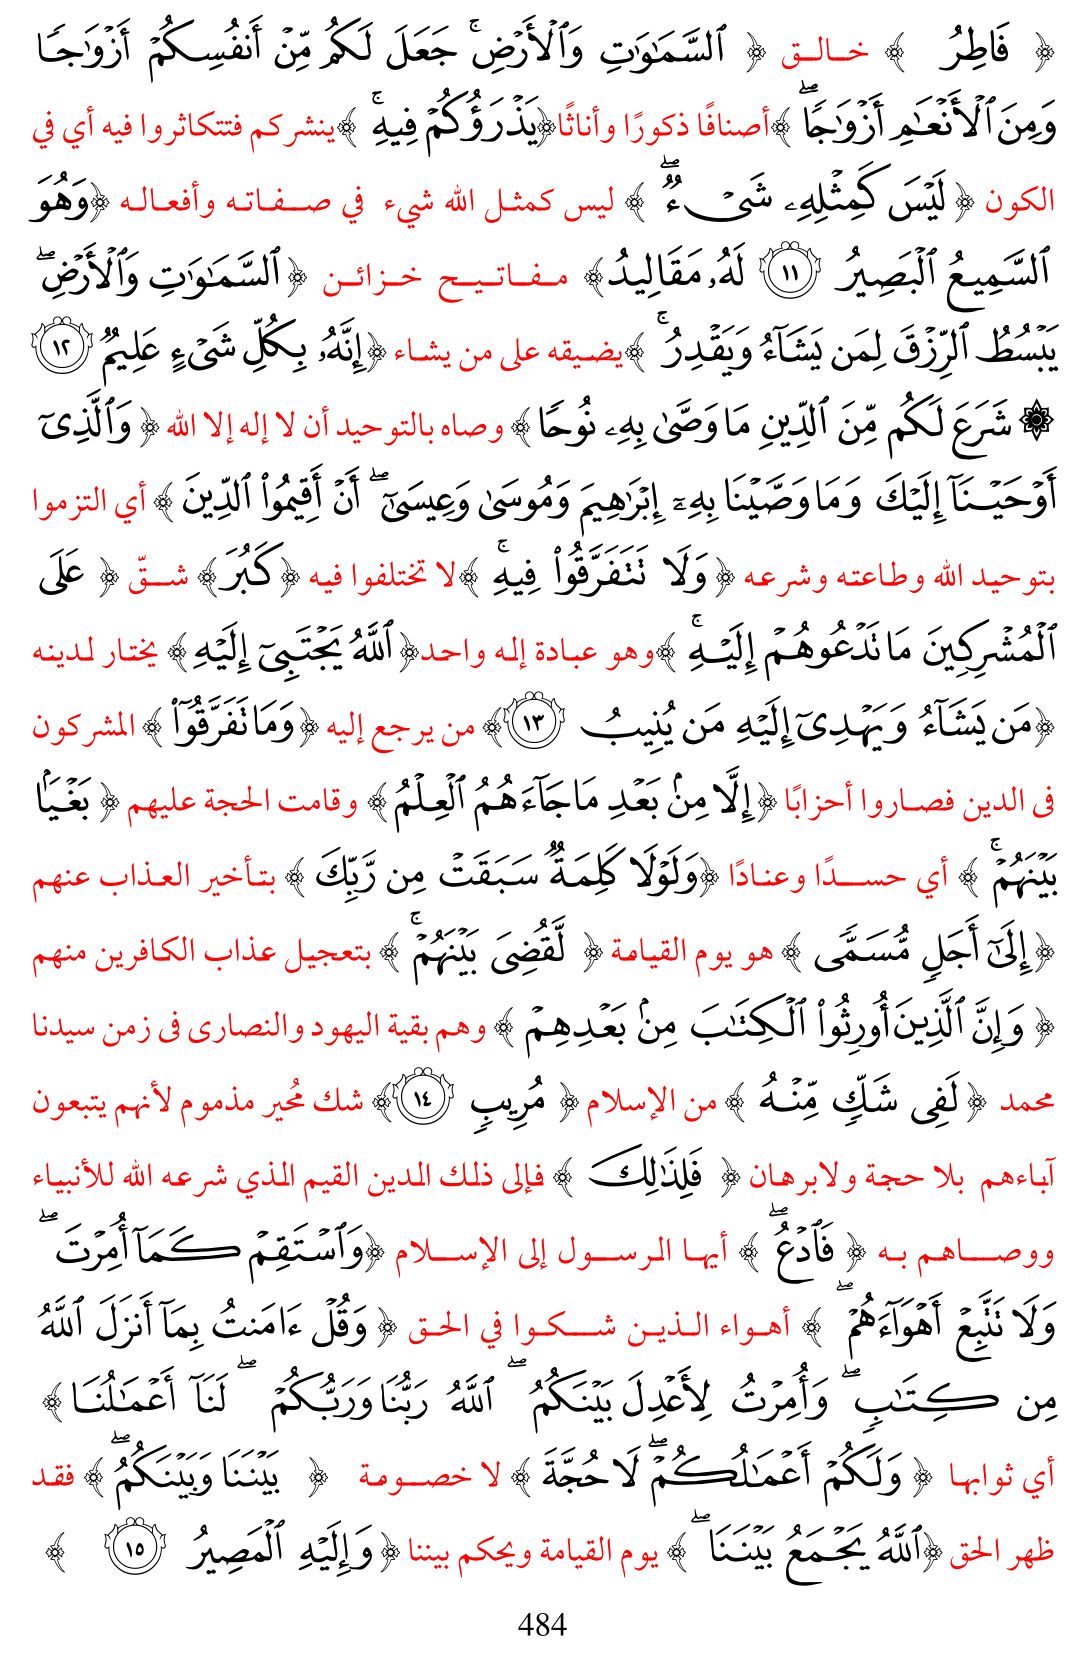 ﴿ فَاطِرُ ﴾ خالق ﴿ ٱلسَّمَٰوَٰتِ وَٱلۡأَرۡضِۚ جَعَلَ لَكُم مِّنۡ أَنفُسِكُمۡ أَزۡوَٰجٗا
وَمِنَ ٱلۡأَنۡعَٰمِ أَزۡوَٰجٗاۖ ﴾أصنافًا ذكورًا وأناثًا﴿يَذۡرَؤُكُمۡ فِيهِۚ ﴾ينشركم فتتكاثروا فيه أي في
الكون ﴿ لَيۡسَ كَمِثۡلِهِۦ شَيۡءٞۖ ﴾ ليس كمثل الله شيء في صفاته وأفعاله ﴿وَهُوَ
ٱلسَّمِيعُ ٱلۡبَصِيرُ ١١ لَهُۥ مَقَالِيدُ﴾ مفاتيح خزائن ﴿ ٱلسَّمَٰوَٰتِ وَٱلۡأَرۡضِۖ
يَبۡسُطُ ٱلرِّزۡقَ لِمَن يَشَآءُ وَيَقۡدِرُۚ ﴾يضيقه على من يشاء ﴿إِنَّهُۥ بِكُلِّ شَيۡءٍ عَلِيمٞ ١٢
۞ شَرَعَ لَكُم مِّنَ ٱلدِّينِ مَا وَصَّىٰ بِهِۦ نُوحٗا﴾ وصاه بالتوحيد أن لا إله إلا الله ﴿ وَٱلَّذِيٓ
أَوۡحَيۡنَآ إِلَيۡكَ وَمَا وَصَّيۡنَا بِهِۦٓ إِبۡرَٰهِيمَ وَمُوسَىٰ وَعِيسَىٰٓۖ أَنۡ أَقِيمُواْ ٱلدِّينَ ﴾ أي التزموا
بتوحيد الله وطاعته وشرعه ﴿ وَلَا تَتَفَرَّقُواْ فِيهِۚ ﴾لا تختلفوا فيه ﴿كَبُرَ﴾ شقّ ﴿ عَلَى
ٱلۡمُشۡرِكِينَ مَا تَدۡعُوهُمۡ إِلَيۡهِۚ ﴾وهو عبادة إله واحد﴿ ٱللَّهُ يَجۡتَبِيٓ إِلَيۡهِ﴾ يختار لدينه
﴿مَن يَشَآءُ وَيَهۡدِيٓ إِلَيۡهِ مَن يُنِيبُ ١٣﴾ من يرجع إليه ﴿وَمَا تَفَرَّقُوٓاْ ﴾ المشركون
فى الدين فصاروا أحزابًا ﴿إِلَّا مِنۢ بَعۡدِ مَا جَآءَهُمُ ٱلۡعِلۡمُ﴾ وقامت الحجة عليهم ﴿ بَغۡيَۢا
بَيۡنَهُمۡۚ ﴾ أي حسدًا وعنادًا ﴿وَلَوۡلَا كَلِمَةٞ سَبَقَتۡ مِن رَّبِّكَ ﴾ بتأخير العذاب عنهم
﴿إِلَىٰٓ أَجَلٖ مُّسَمّٗى ﴾ هو يوم القيامة ﴿ لَّقُضِيَ بَيۡنَهُمۡۚ ﴾ بتعجيل عذاب الكافرين منهم
﴿ وَإِنَّ ٱلَّذِينَ أُورِثُواْ ٱلۡكِتَٰبَ مِنۢ بَعۡدِهِمۡ ﴾ وهم بقية اليهود والنصارى فى زمن سيدنا
محمد ﴿ لَفِي شَكّٖ مِّنۡهُ ﴾ من الإسلام ﴿ مُرِيبٖ ١٤﴾ شك مُحير مذموم لأنهم يتبعون
آباءهم بلا حجة ولابرهان ﴿ فَلِذَٰلِكَ ﴾ فإلى ذلك الدين القيم الذي شرعه الله للأنبياء
ووصاهم به ﴿ فَٱدۡعُۖ ﴾ أيها الرسول إلى الإسلام ﴿وَٱسۡتَقِمۡ كَمَآ أُمِرۡتَۖ
وَلَا تَتَّبِعۡ أَهۡوَآءَهُمۡۖ ﴾ أهواء الذين شكوا في الحق ﴿ وَقُلۡ ءَامَنتُ بِمَآ أَنزَلَ ٱللَّهُ
مِن كِتَٰبٖۖ وَأُمِرۡتُ لِأَعۡدِلَ بَيۡنَكُمُۖ ٱللَّهُ رَبُّنَا وَرَبُّكُمۡۖ لَنَآ أَعۡمَٰلُنَا ﴾
أي ثوابها ﴿ وَلَكُمۡ أَعۡمَٰلُكُمۡۖ لَا حُجَّةَ ﴾ لا خصومة ﴿ بَيۡنَنَا وَبَيۡنَكُمُۖ ﴾ فقد
ظهر الحق ﴿ٱللَّهُ يَجۡمَعُ بَيۡنَنَاۖ ﴾ يوم القيامة ويحكم بيننا ﴿ وَإِلَيۡهِ ٱلۡمَصِيرُ ١٥ ﴾
484